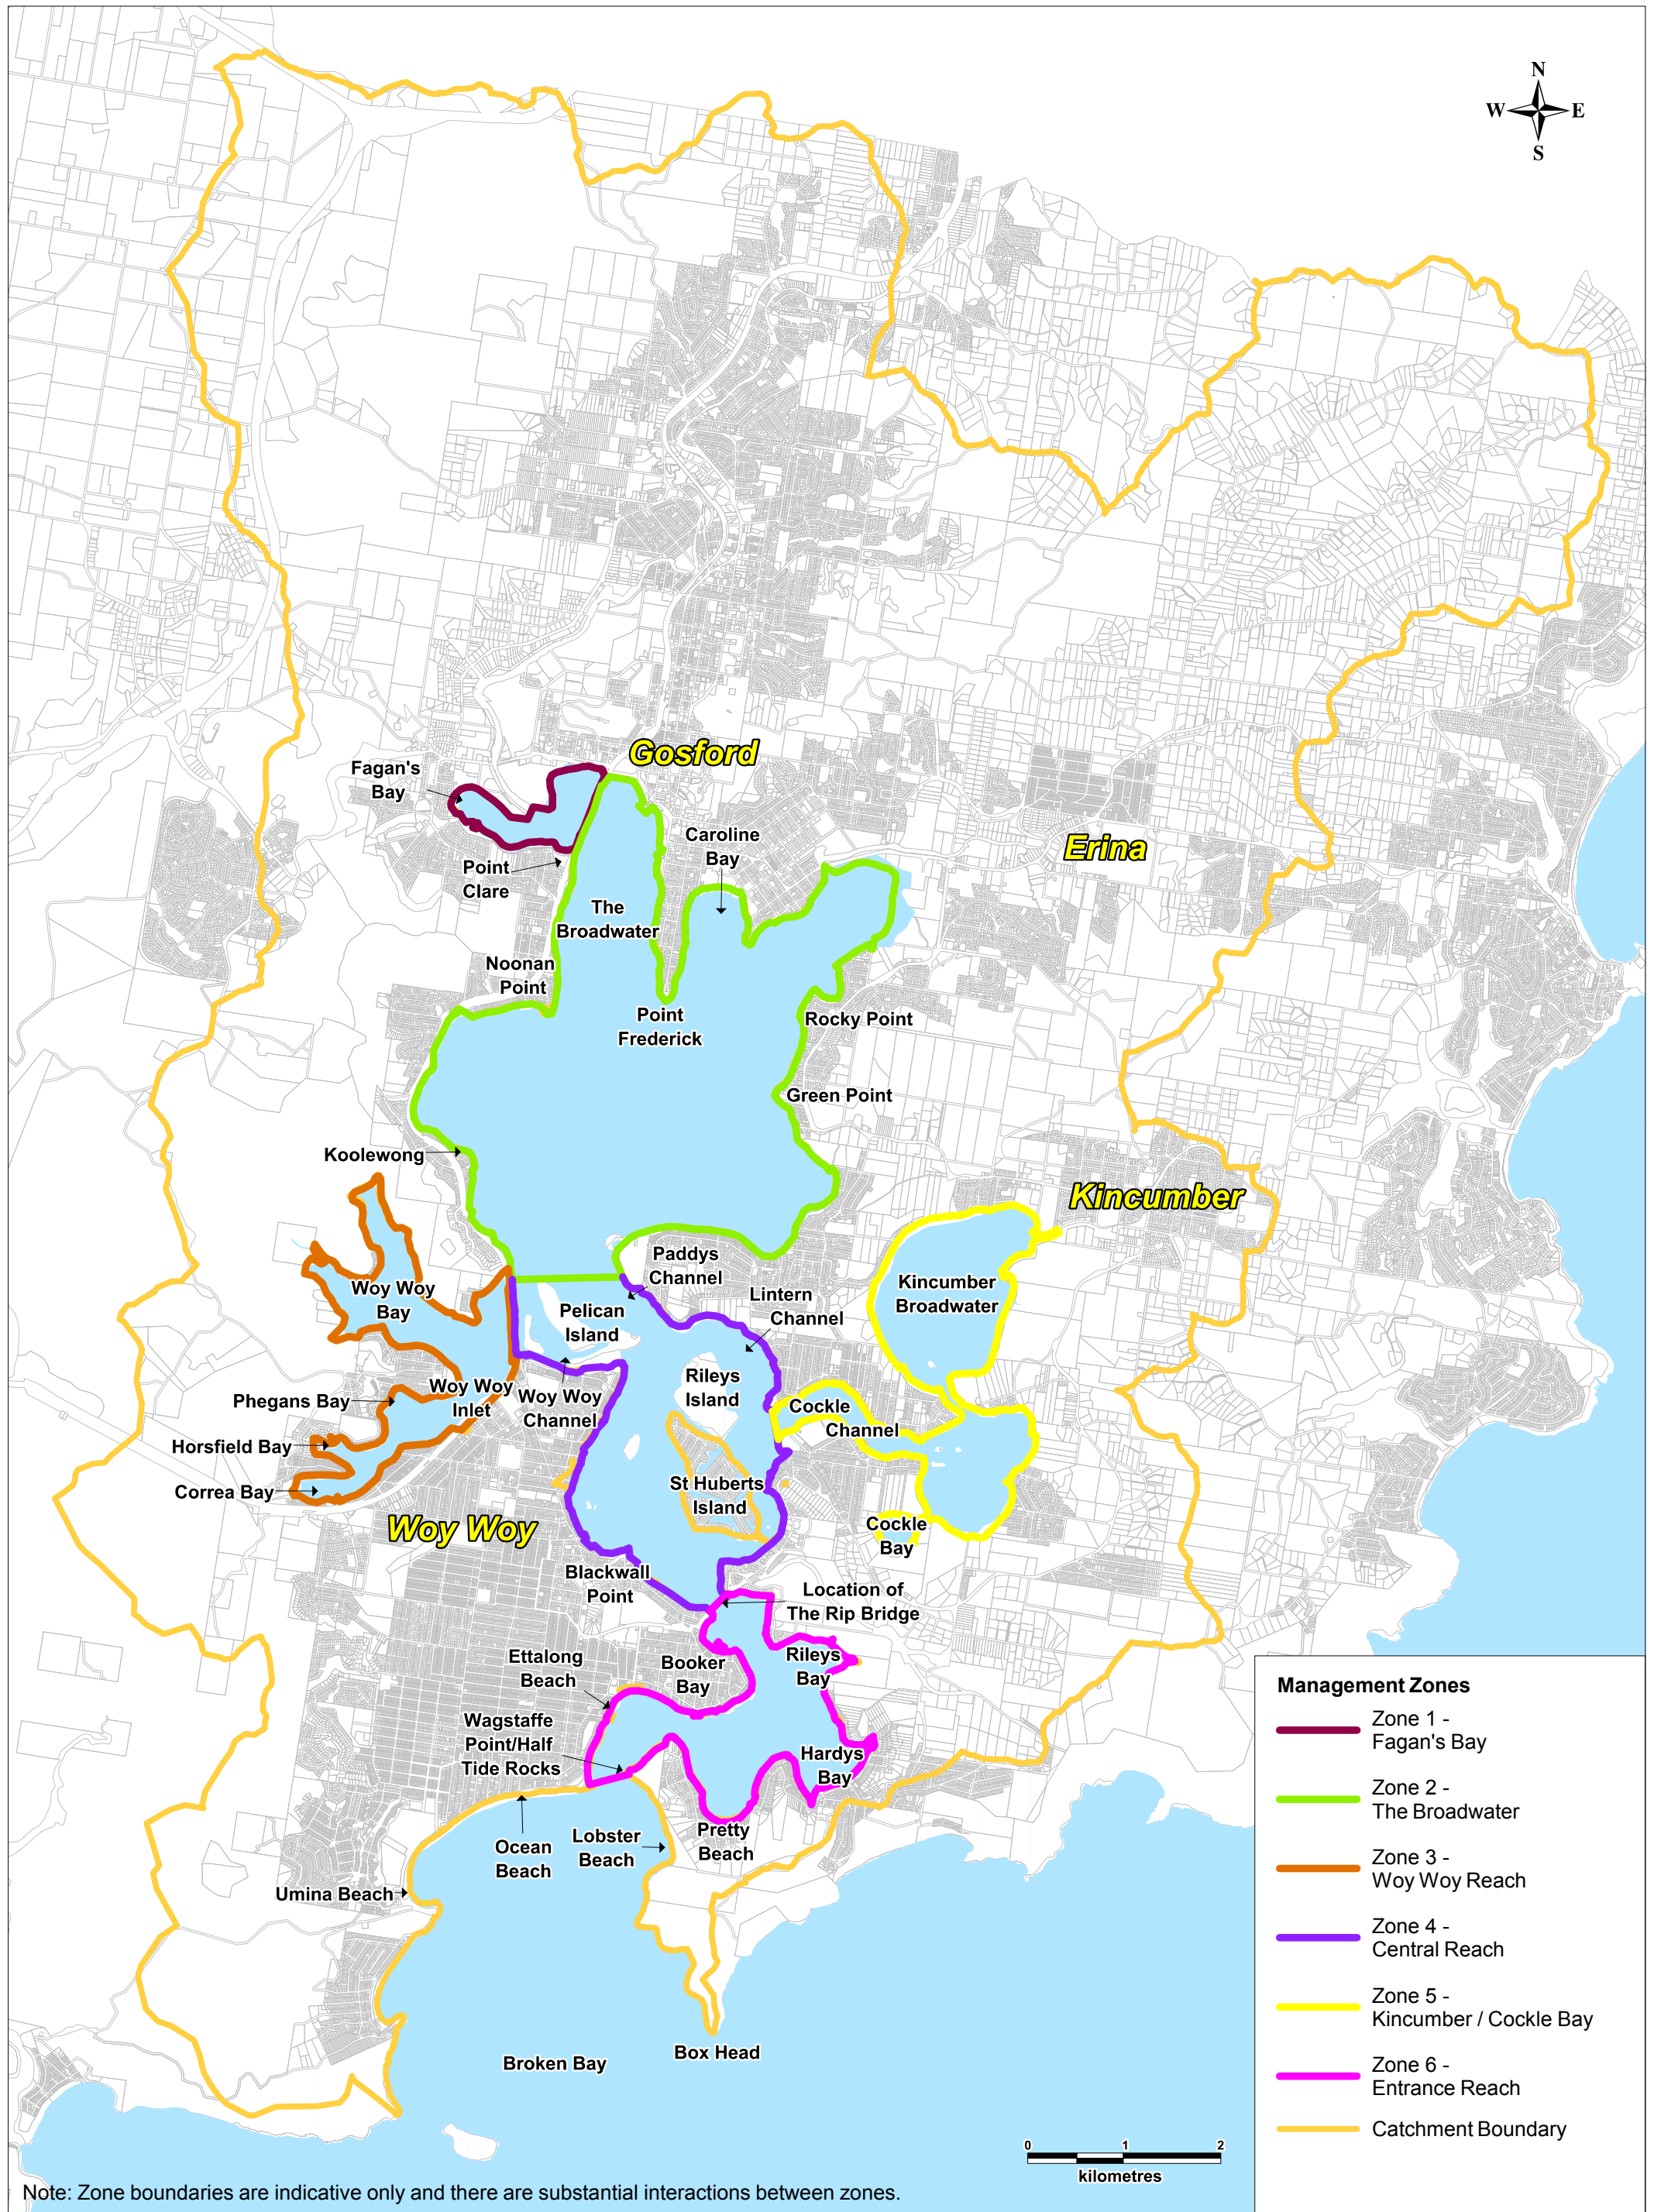 N
W E
S
Gosford
Fagan's
Bay
Caroline
Bay
Erina
Point
Clare
The
Broadwater
Noonan
Point
Point
Frederick
Rocky Point
Green Point
Koolewong
Kincumber
Paddys
Channel
Woy Woy
Bay
Pelican
Island
Lintern
Channel
Kincumber
Broadwater
Rileys
Island
Phegans Bay
Woy Woy
Inlet
Woy Woy
Channel
Cockle
Channel
Horsfield Bay
Correa Bay
St Huberts
Island
Woy Woy
Cockle
Bay
Blackwall
Point
Location of
The Rip Bridge
Ettalong
Beach
Booker
Bay
Rileys
Bay
Wagstaffe
Point/Half
Tide Rocks
Hardys
Bay
Pretty
Beach
Ocean
Beach
Lobster
Beach
Umina Beach
Box Head
Broken Bay
Management Zones
Zone 1 -
Fagan's Bay
Zone 2 -
The Broadwater
Zone 3 -
Woy Woy Reach
Zone 4 -
Central Reach
Zone 5 -
Kincumber / Cockle Bay
Zone 6 -
Entrance Reach
Catchment Boundary
0 1 2
kilometres
Note: Zone boundaries are indicative only and there are substantial interactions between zones.